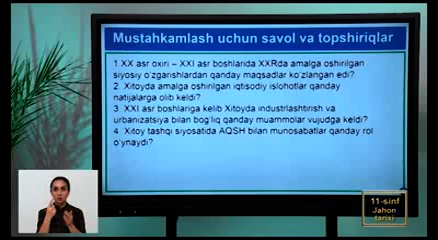 Mustahkamlash uchun savol va topshiriqlar
1.XX asr oxiri – XXI asr boshlarida XXRda amalga oshirilgan
siyosiy o'zgarishlardan qanday maqsadlar ko'zlangan edi?
2. Xitoyda amalga oshirilgan iqtisodiy islohotlar qanday
natijalarga olib keldi?
3. XXI asr boshlariga kelib Xitoyda industrlashtirish va
urbanizatsiya bilan bog'liq qanday muammolar vujudga keldi?
4. Xitoy tashqi siyosatida AQSH bilan munosabatlar qanday rol
o'ynaydi?
11-sinf
Jahon
tarixi